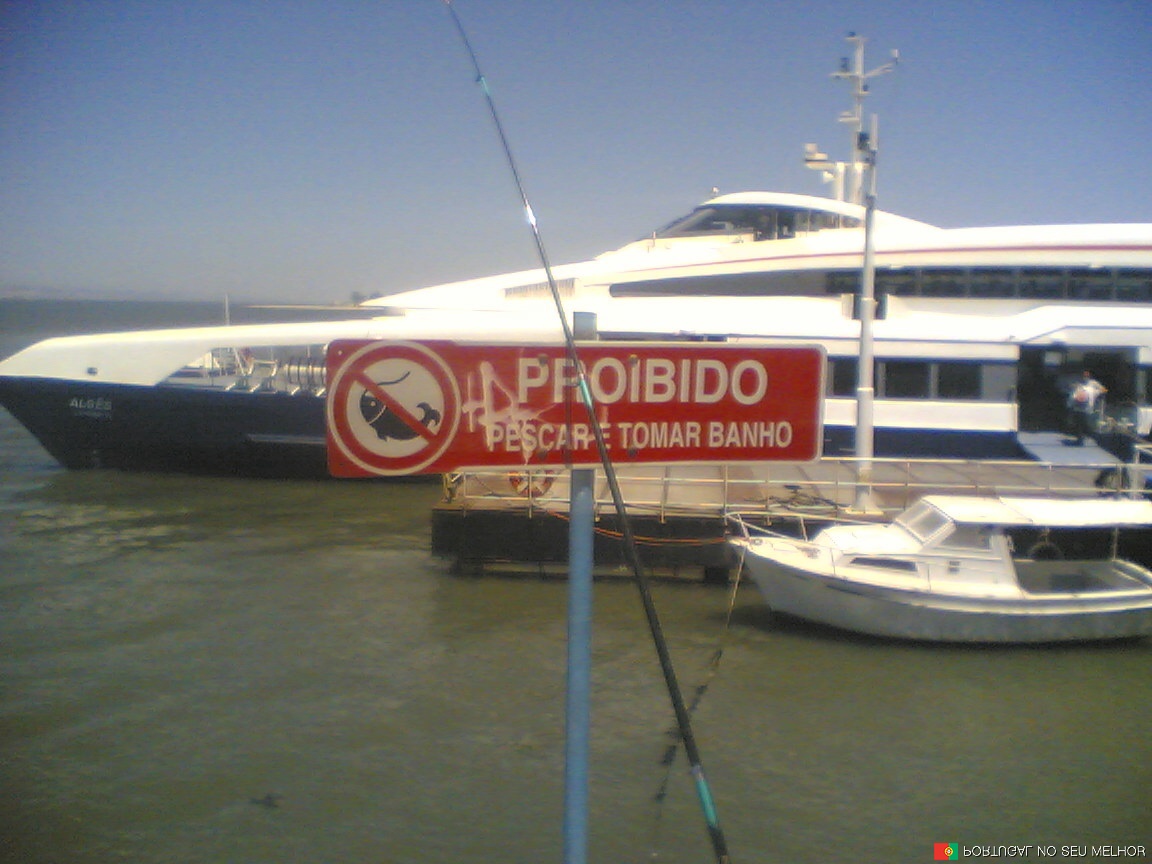 ALGÉS
PROIBIDO
PESCAR E TOMAR BANHO
PORTUGAL NO SEU MELHOR